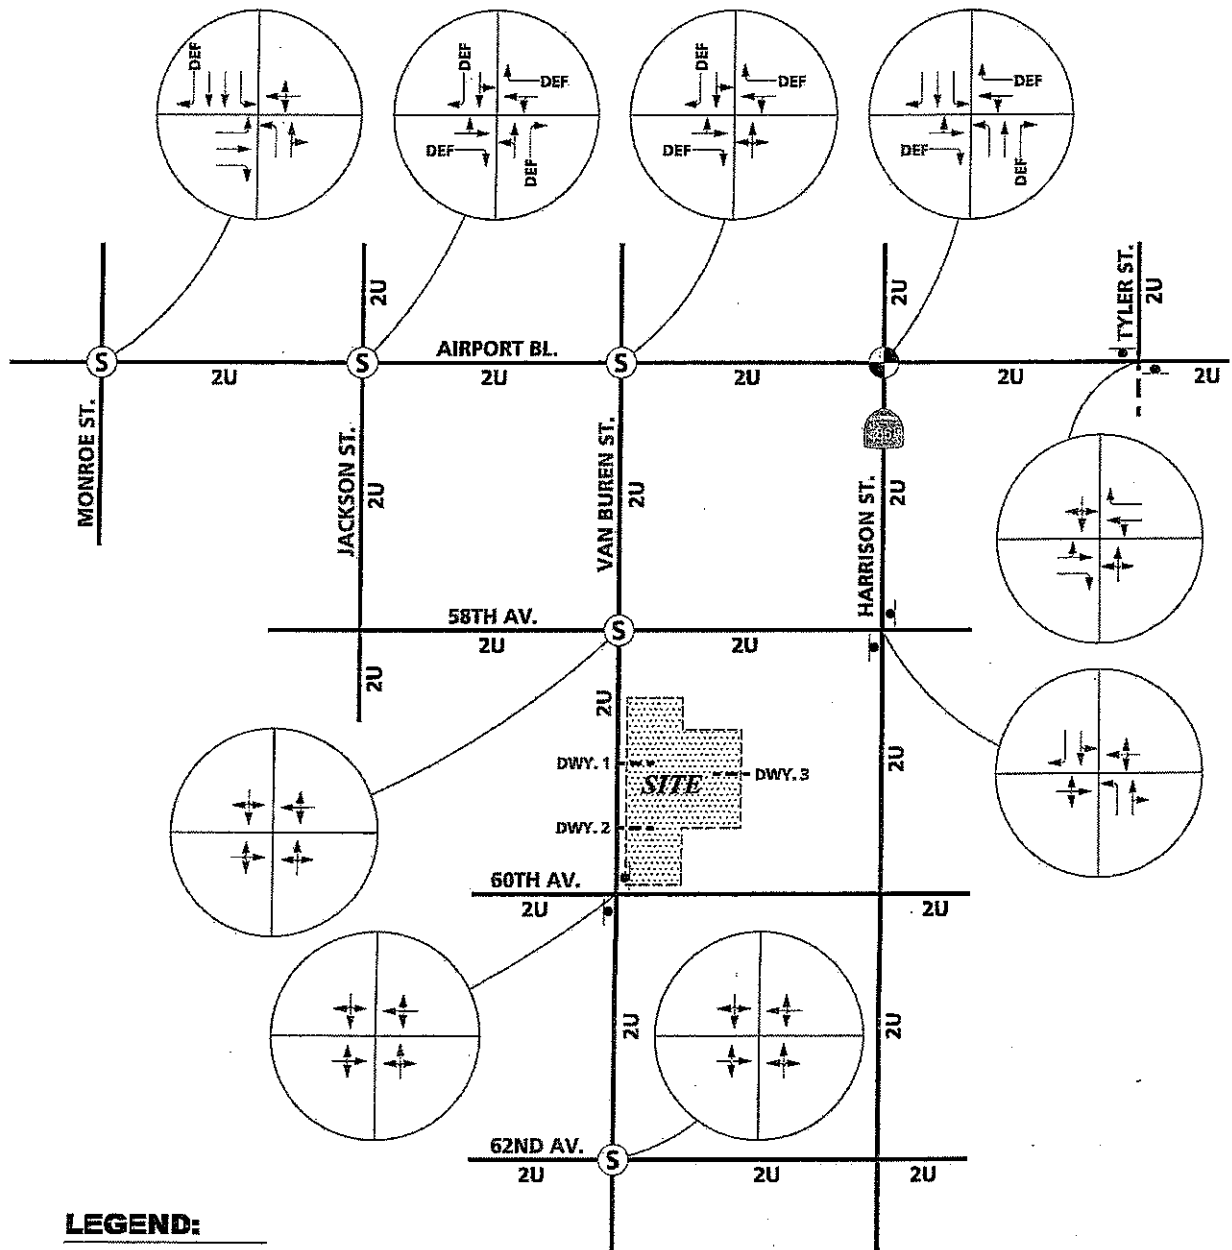 DEF
DEF
DEF
DEF
DEF
DEF
DEF
DEF
DEF
DEF
DEF
2U
2U
TYLER ST.
2U
S
S
AIRPORT BL.
S
2U
2U
2U
2U
2U
MONROE ST.
JACKSON ST.
2U
VAN BUREN ST.
2U
HARRISON ST.
2U
58TH AV.
S
2U
2U
2U
2U
DWY. 1
SITE
DWY. 3
2U
DWY. 2
60TH AV.
2U
2U
2U
2U
62ND AV.
S
2U
2U
2U
LEGEND: